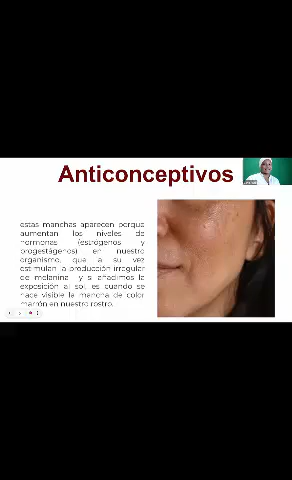 Anticonceptivos
estas manchas aparecen porque
aumentan los niveles de
hormonas (estrógenos y
progestágenos) en nuestro
organismo, que a su vez
estimulan la producción irregular
de melanina y si añadimos la
exposición al sol, es cuando se
hace visible la mancha de color
marrón en nuestro rostro.